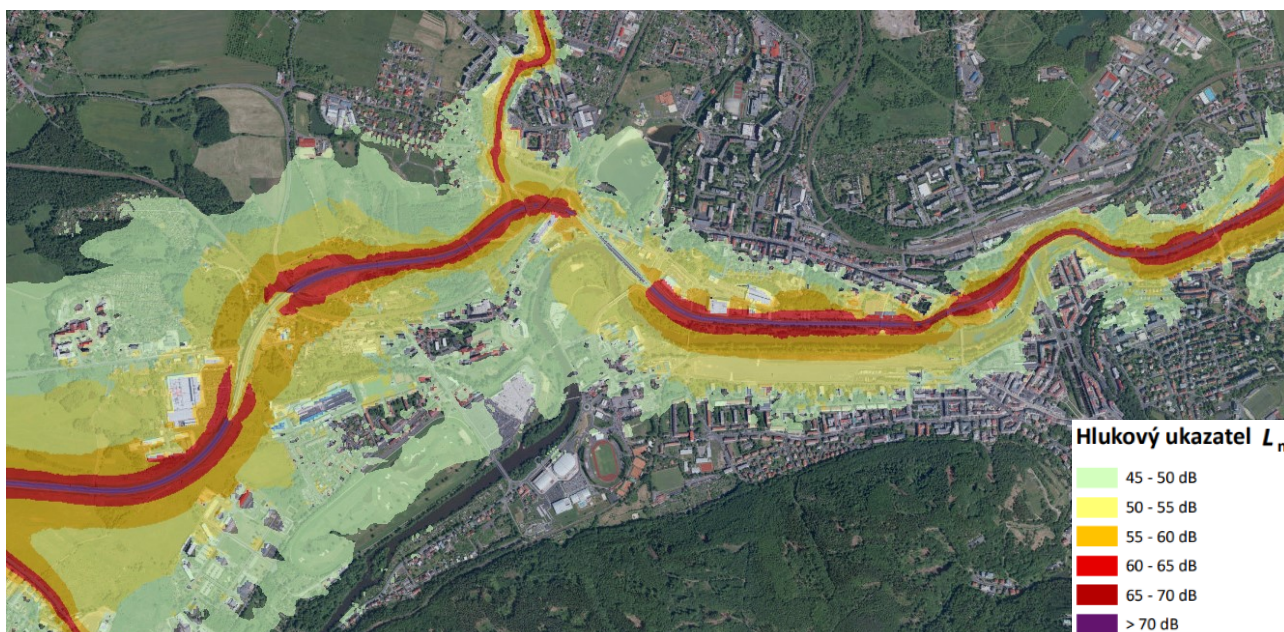 Hlukový ukazatel L n
45 - 50 dB
50 - 55 dB
55 - 60 dB
60 - 65 dB
65 - 70 dB
> 70 dB